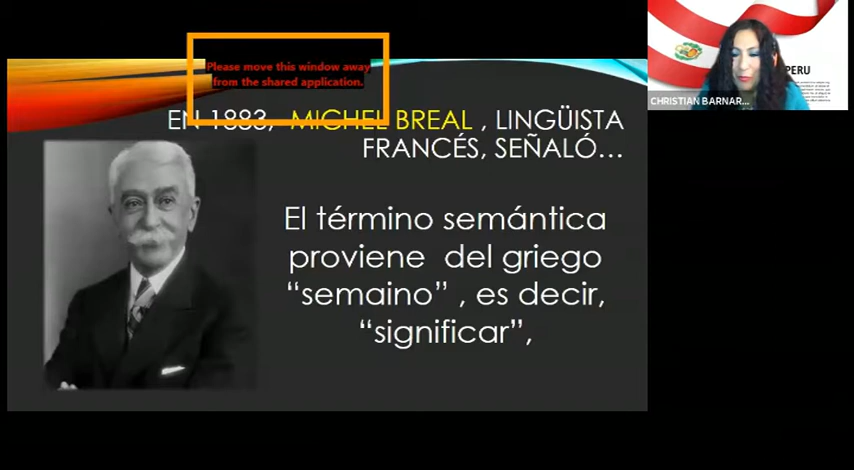 Please move this window away
from the shared application.
EN 1883, MICHEL BREAL , LINGÜISTA
FRANCÉS, SEÑALÓ...
El término semántica
proviene del griego
“semaino” , es decir,
“significar”,
PERU
CHRISTIAN BARNAR...